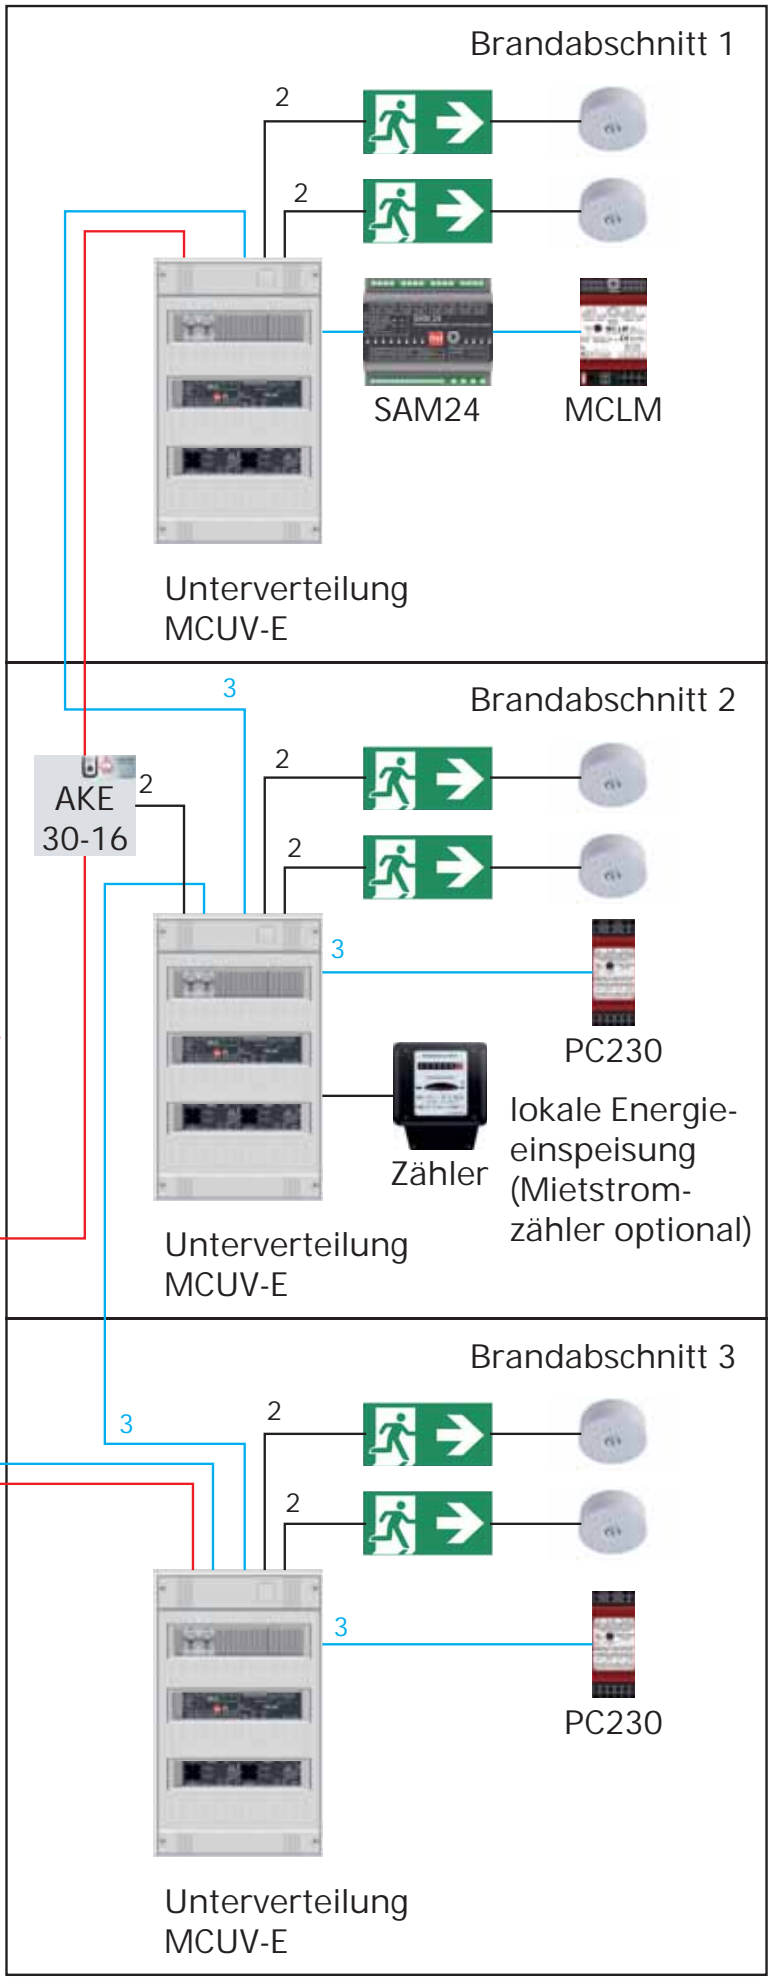 Brandabschnitt 1
2
2
SAM24
MCLM
Unterverteilung
MCUV-E
3
Brandabschnitt 2
2
AKE
30-16
2
2
3
PC230
Zähler
lokale Energie-
einspeisung
(Mietstrom-
zähler optional)
Unterverteilung
MCUV-E
Brandabschnitt 3
3
2
2
3
PC230
Unterverteilung
MCUV-E